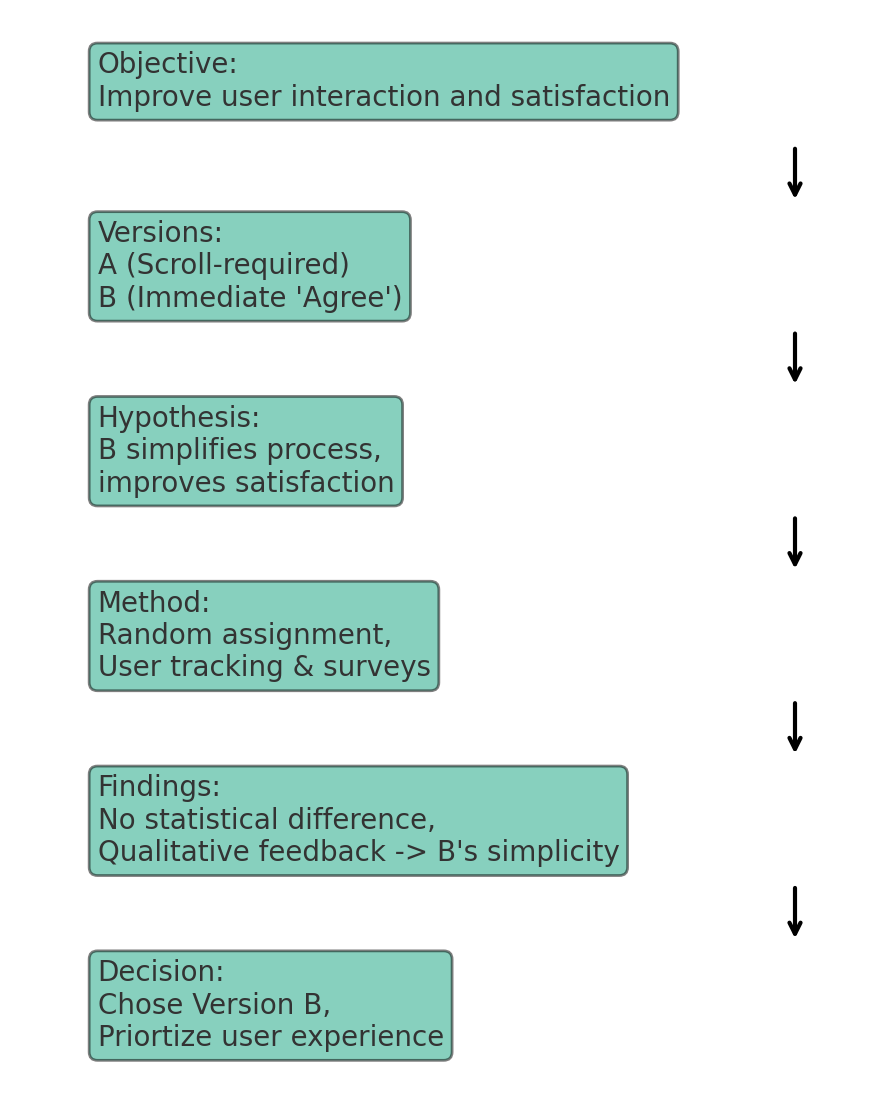 Objective:
Improve user interaction and satisfaction
Versions:
A (Scroll-required)
B (Immediate 'Agree')
Hypothesis:
B simplifies process,
improves satisfaction
Method:
Random assignment,
User tracking & surveys
Findings:
No statistical difference,
Qualitative feedback -> B's simplicity
Decision:
Chose Version B,
Priortize user experience